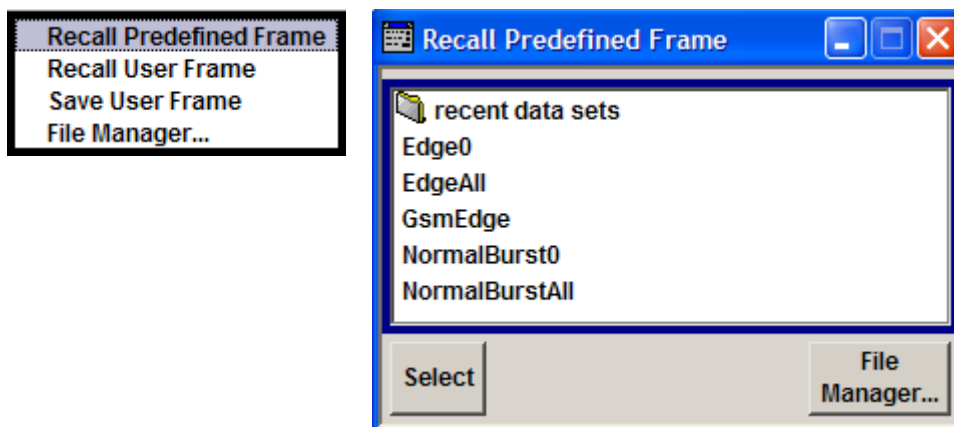 Recall Predefined Frame
Recall User Frame
Save User Frame
File Manager...
Recall Predefined Frame
recent data sets
Edge0
EdgeAll
GsmEdge
NormalBurst0
NormalBurstAll
Select
File
Manager...